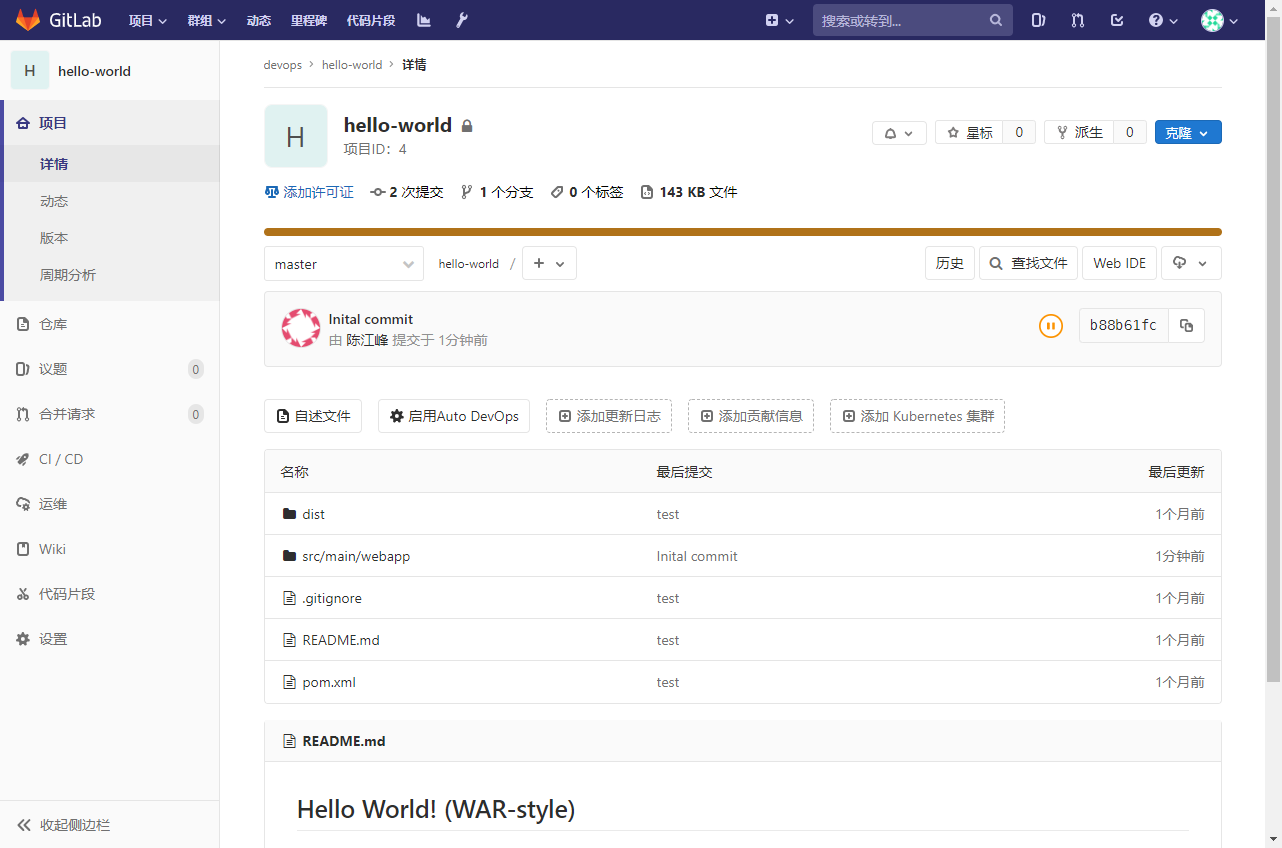 GitLab 项目 群组 动态 里程碑 代码片段 搜索或转到...
H hello-world
项目
详情
动态
版本
周期分析
仓库
议题 0
合并请求 0
CI / CD
运维
Wiki
代码片段
设置
收起侧边栏
devops > hello-world > 详情
H
hello-world
项目ID: 4
星标 0 派生 0 克隆
添加许可证 2 次提交 1 个分支 0 个标签 143 KB 文件
master hello-world / + 历史 查找文件 Web IDE
Inital commit
由 陈江峰 提交于 1分钟前
b88b61fc
自述文件 启用Auto DevOps 添加更新日志 添加贡献信息 添加 Kubernetes 集群
名称 最后提交 最后更新
dist test 1个月前
src/main/webapp Inital commit 1分钟前
.gitignore test 1个月前
README.md test 1个月前
pom.xml test 1个月前
README.md
Hello World! (WAR-style)